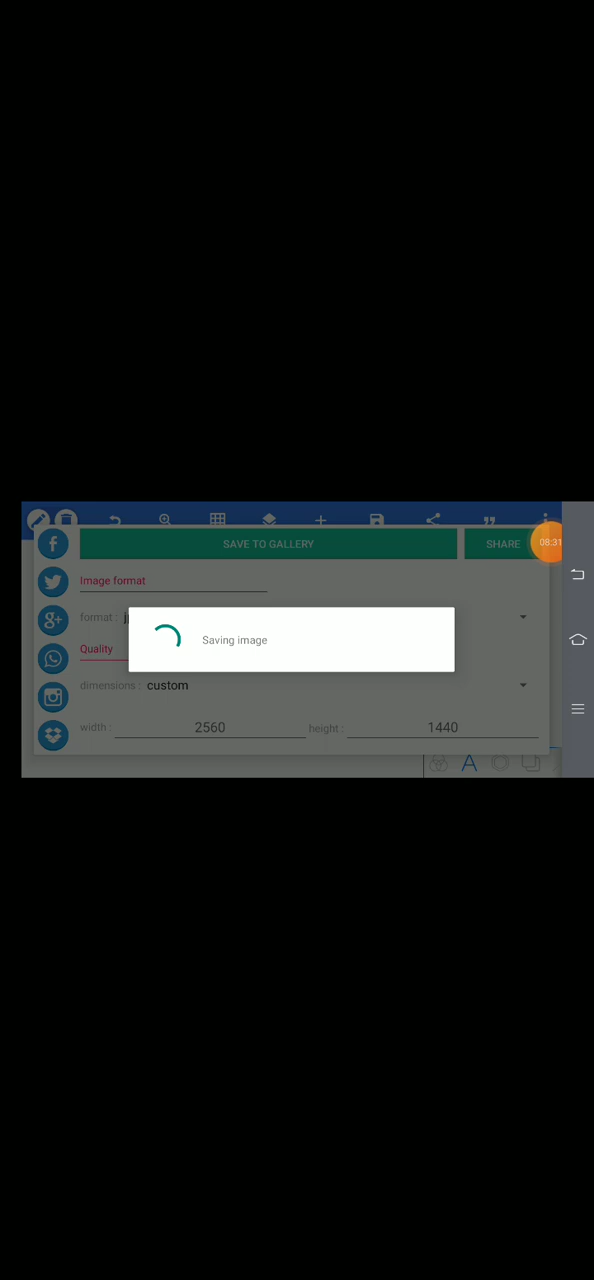 SAVE TO GALLERY
SHARE
08:31
Image format
format :
Saving image
Quality
dimensions : custom
width : 2560
height : 1440